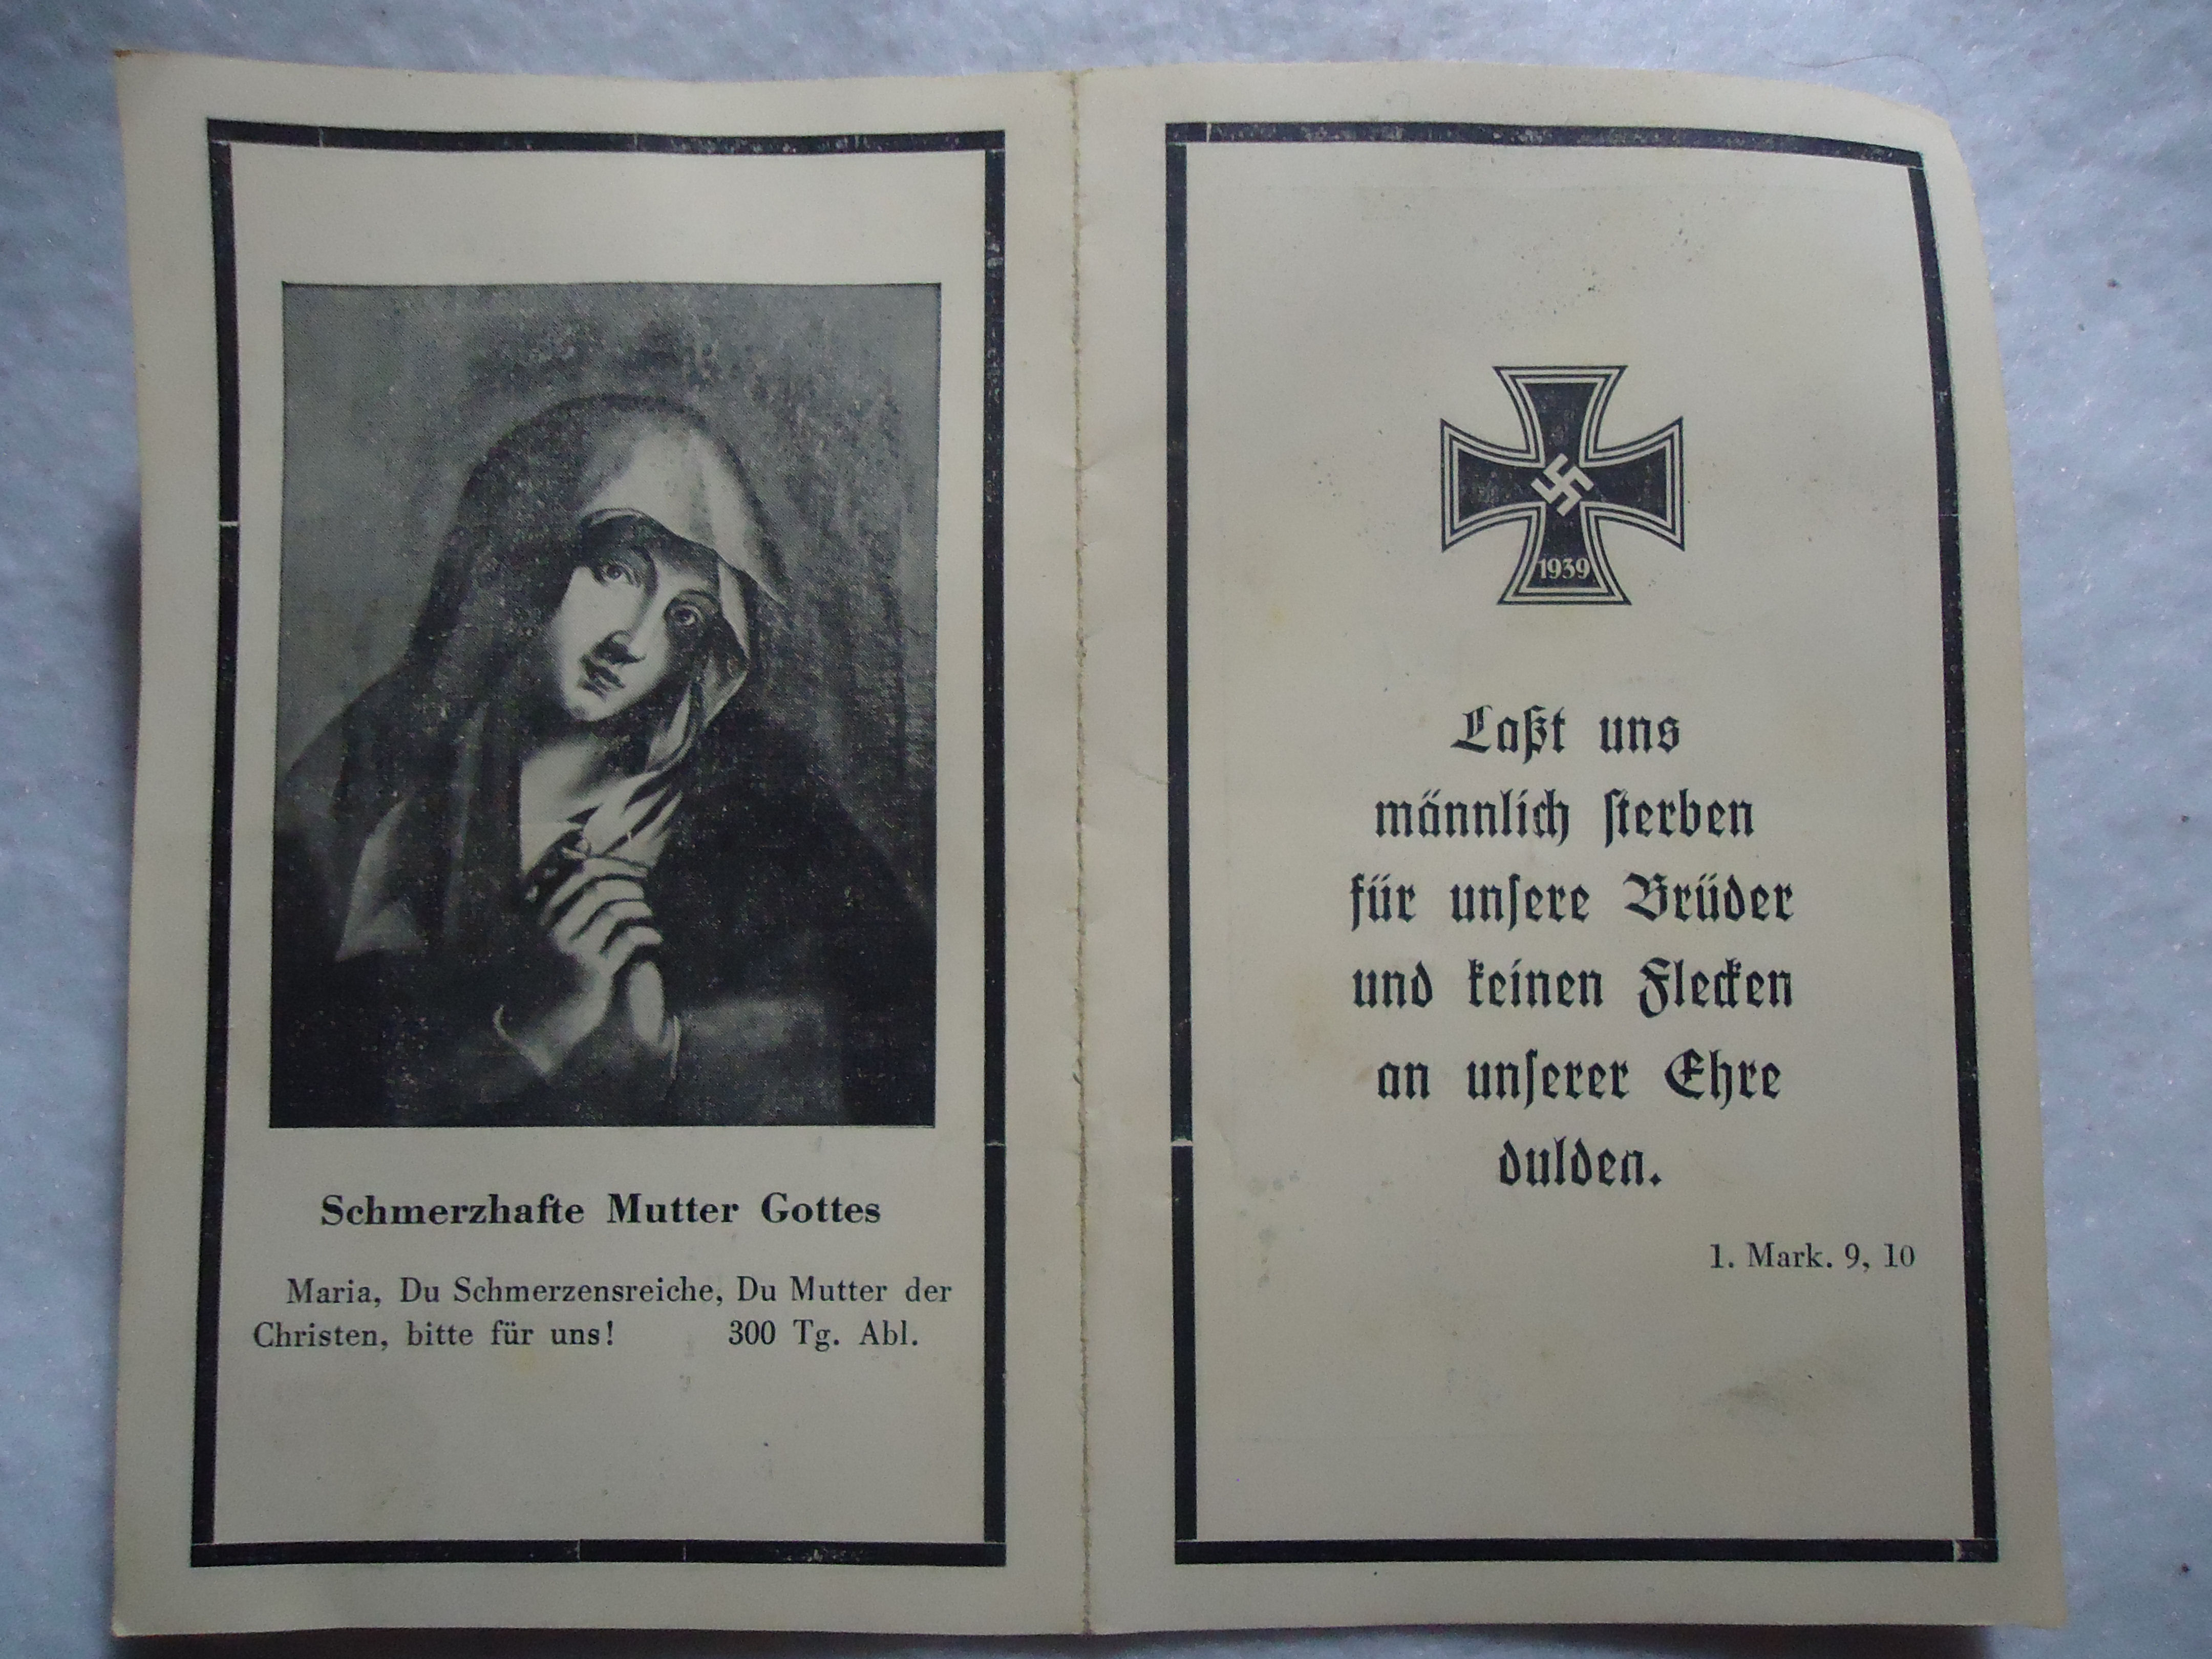 Schmerzhafte Mutter Gottes
Maria, Du Schmerzensreiche, Du Mutter der
Christen, bitte für uns! 300 Tg. Abl.
1939
Laßt uns
männlich sterben
für unsere Brüder
und keinen Flecken
an unserer Ehre
dulden.
1. Mark. 9, 10